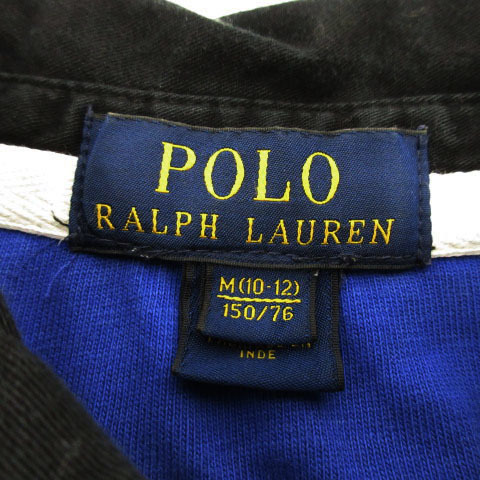 POLO
RALPH LAUREN
M(10-12)
150/76
INDE